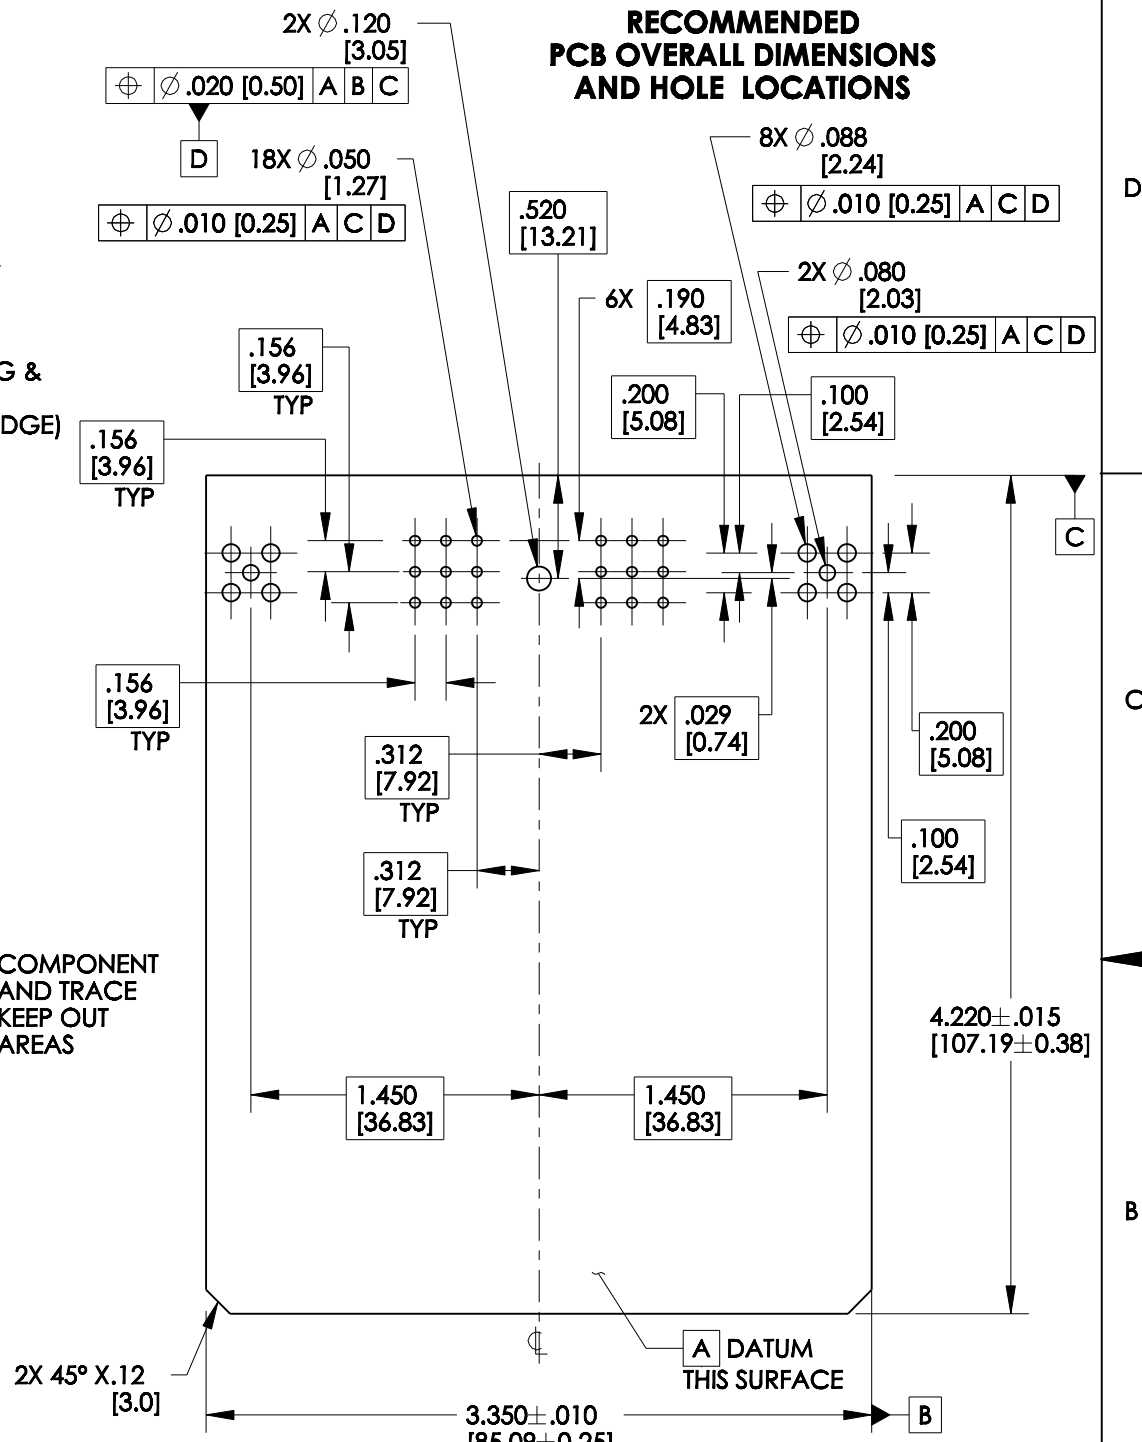 RECOMMENDED
PCB OVERALL DIMENSIONS
AND HOLE LOCATIONS
2X ∅ .120
[3.05]
⌖ ∅ .020 [0.50] A B C
D
18X ∅ .050
[1.27]
⌖ ∅ .010 [0.25] A C D
8X ∅ .088
[2.24]
⌖ ∅ .010 [0.25] A C D
D
.520
[13.21]
2X ∅ .080
[2.03]
⌖ ∅ .010 [0.25] A C D
6X .190
[4.83]
.156
[3.96]
TYP
G &
DGE)
.200
[5.08]
.100
[2.54]
.156
[3.96]
TYP
C
.156
[3.96]
TYP
C
2X .029
[0.74]
.200
[5.08]
.312
[7.92]
TYP
.100
[2.54]
.312
[7.92]
TYP
COMPONENT
AND TRACE
KEEP OUT
AREAS
4.220±.015
[107.19±0.38]
1.450
[36.83]
1.450
[36.83]
B
℄
A DATUM
THIS SURFACE
2X 45° X.12
[3.0]
3.350±.010
[85.09±0.25]
B